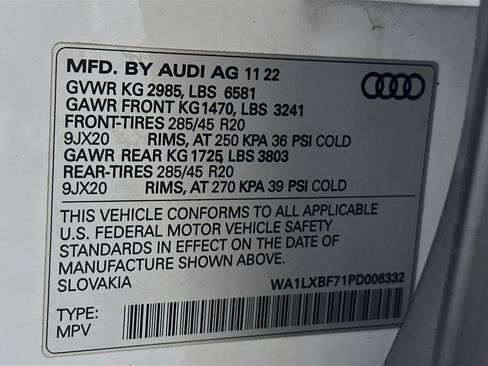 MFD. BY AUDI AG 11 22
GVWR KG 2985, LBS 6581
GAWR FRONT KG1470, LBS 3241
FRONT-TIRES 285/45 R20
9JX20 RIMS, AT 250 KPA 36 PSI COLD
GAWR REAR KG 1725, LBS 3803
REAR-TIRES 285/45 R20
9JX20 RIMS, AT 270 KPA 39 PSI COLD
THIS VEHICLE CONFORMS TO ALL APPLICABLE
U.S. FEDERAL MOTOR VEHICLE SAFETY
STANDARDS IN EFFECT ON THE DATE OF
MANUFACTURE SHOWN ABOVE.
SLOVAKIA WA1LXBF71PD006332
TYPE:
MPV